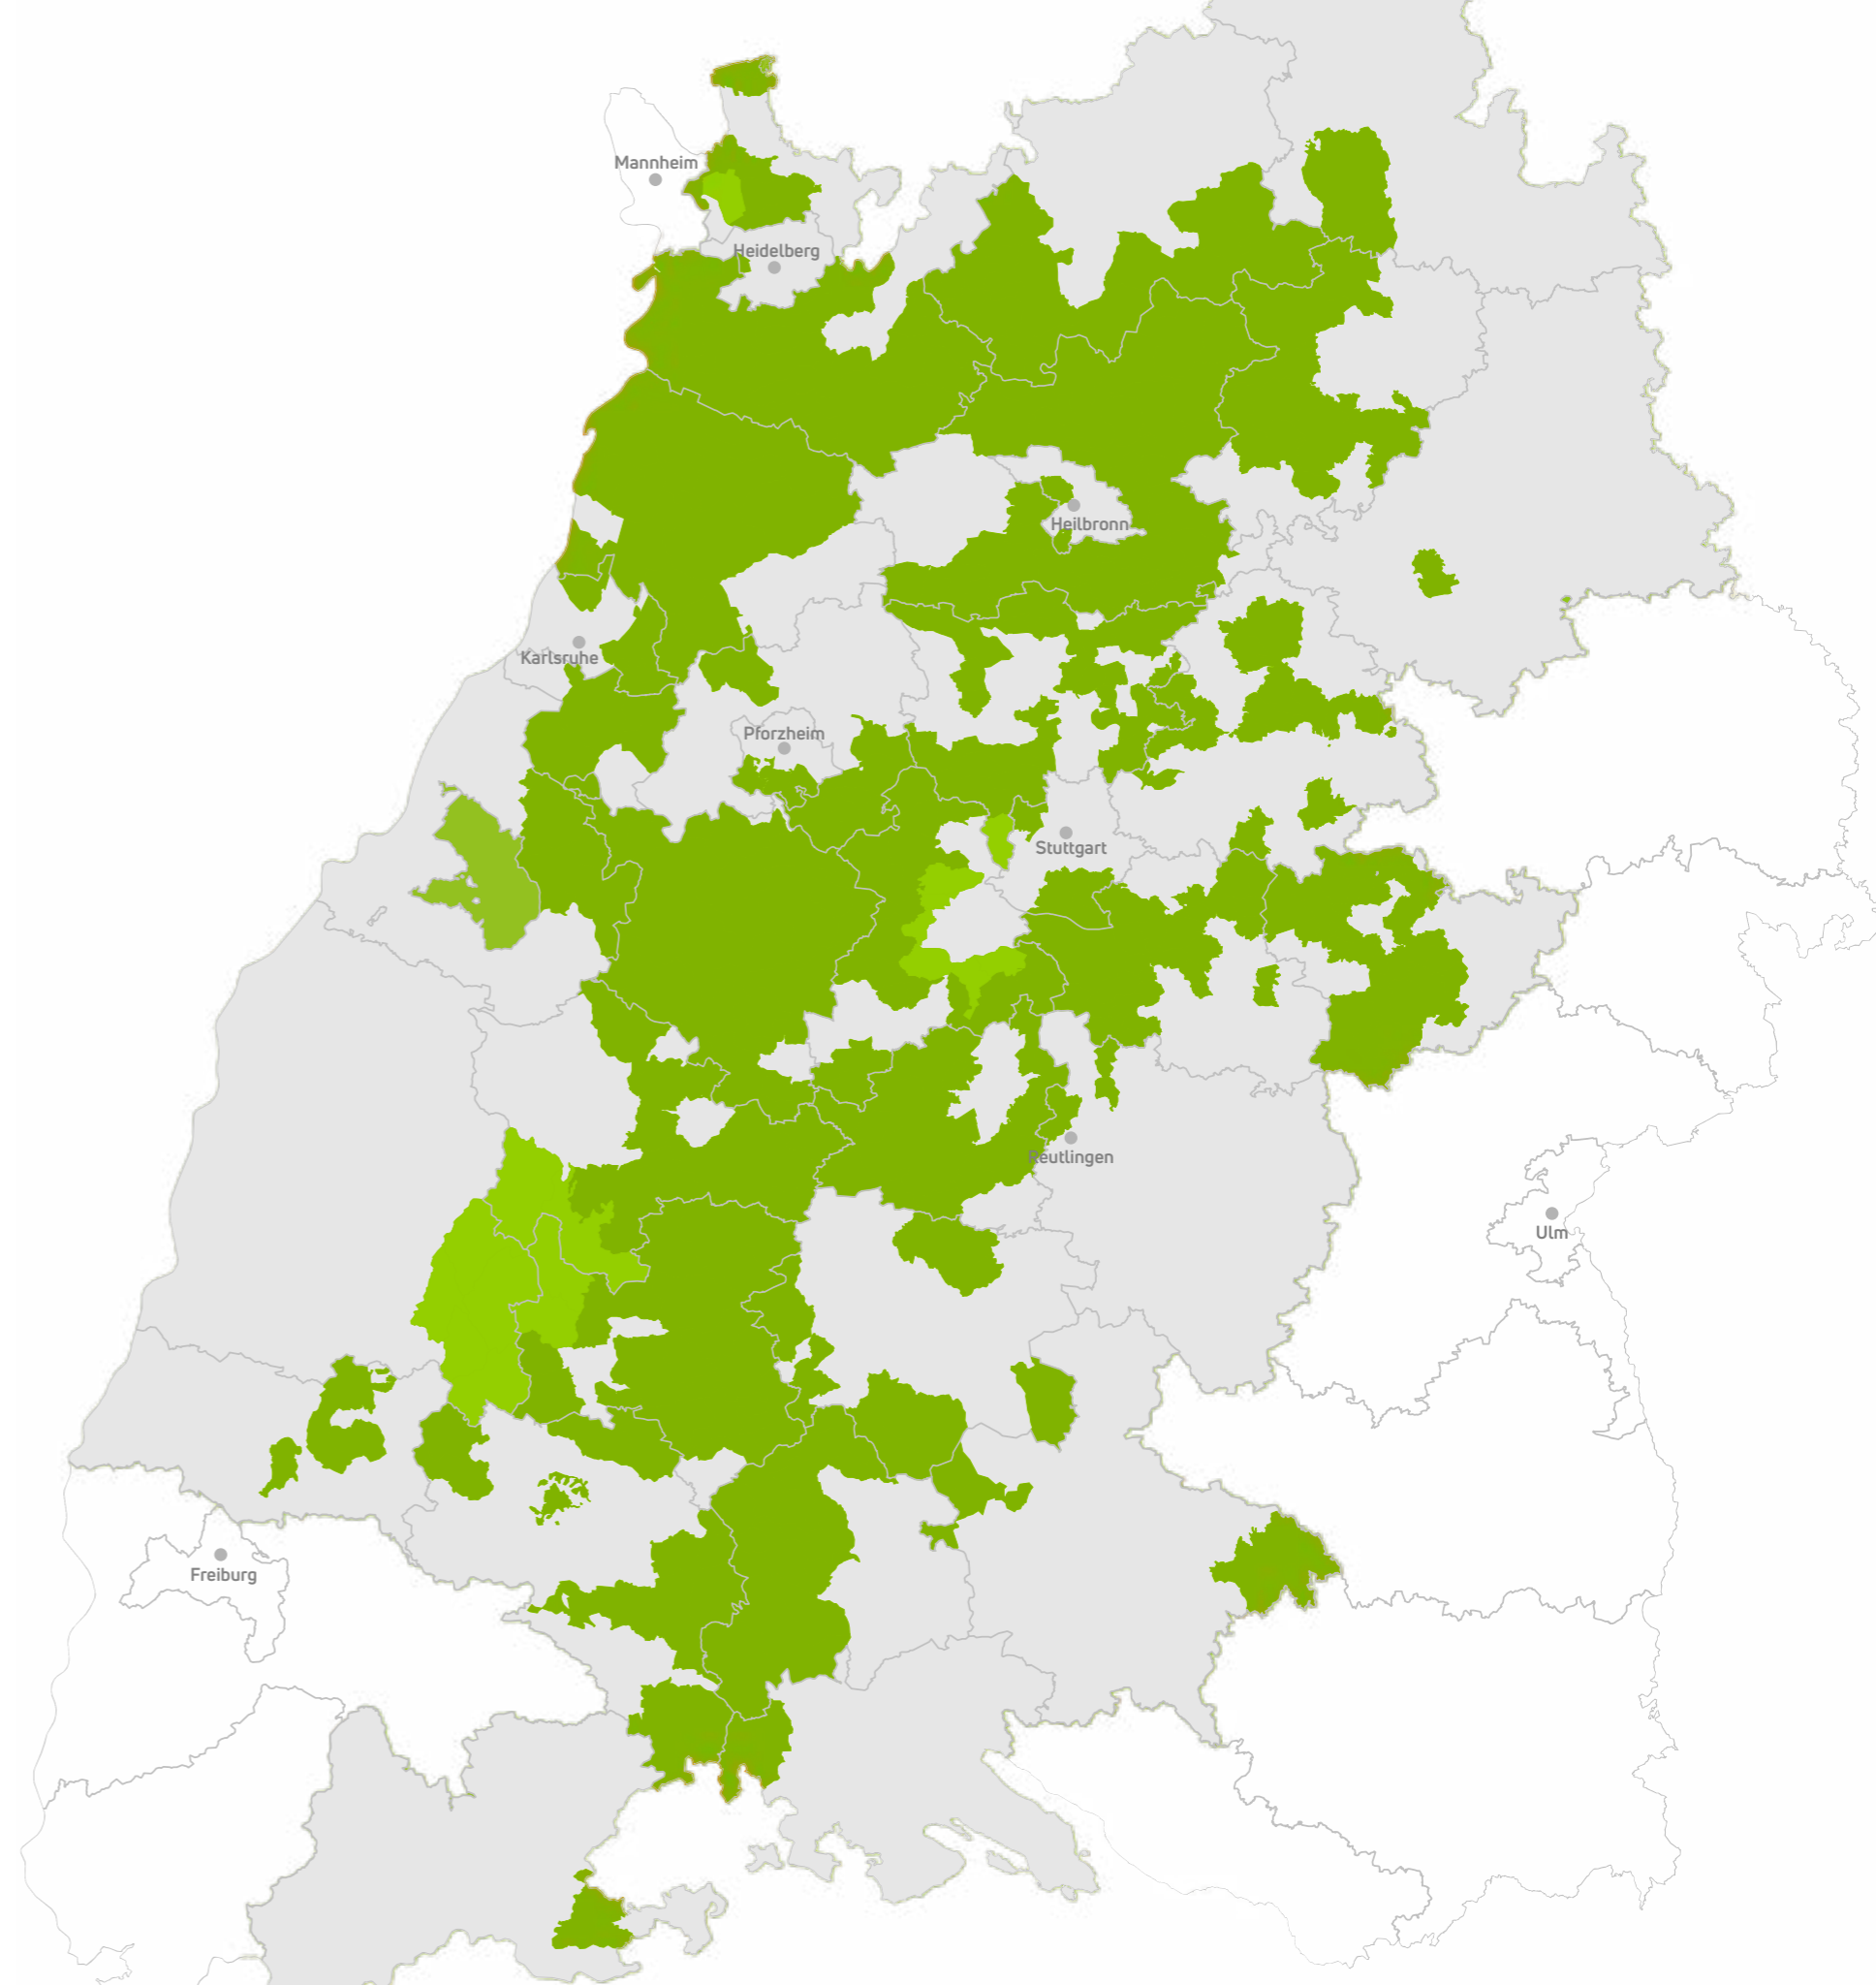 Mannheim
Heidelberg
Heilbronn
Karlsruhe
Pforzheim
Stuttgart
Reutlingen
Ulm
Freiburg